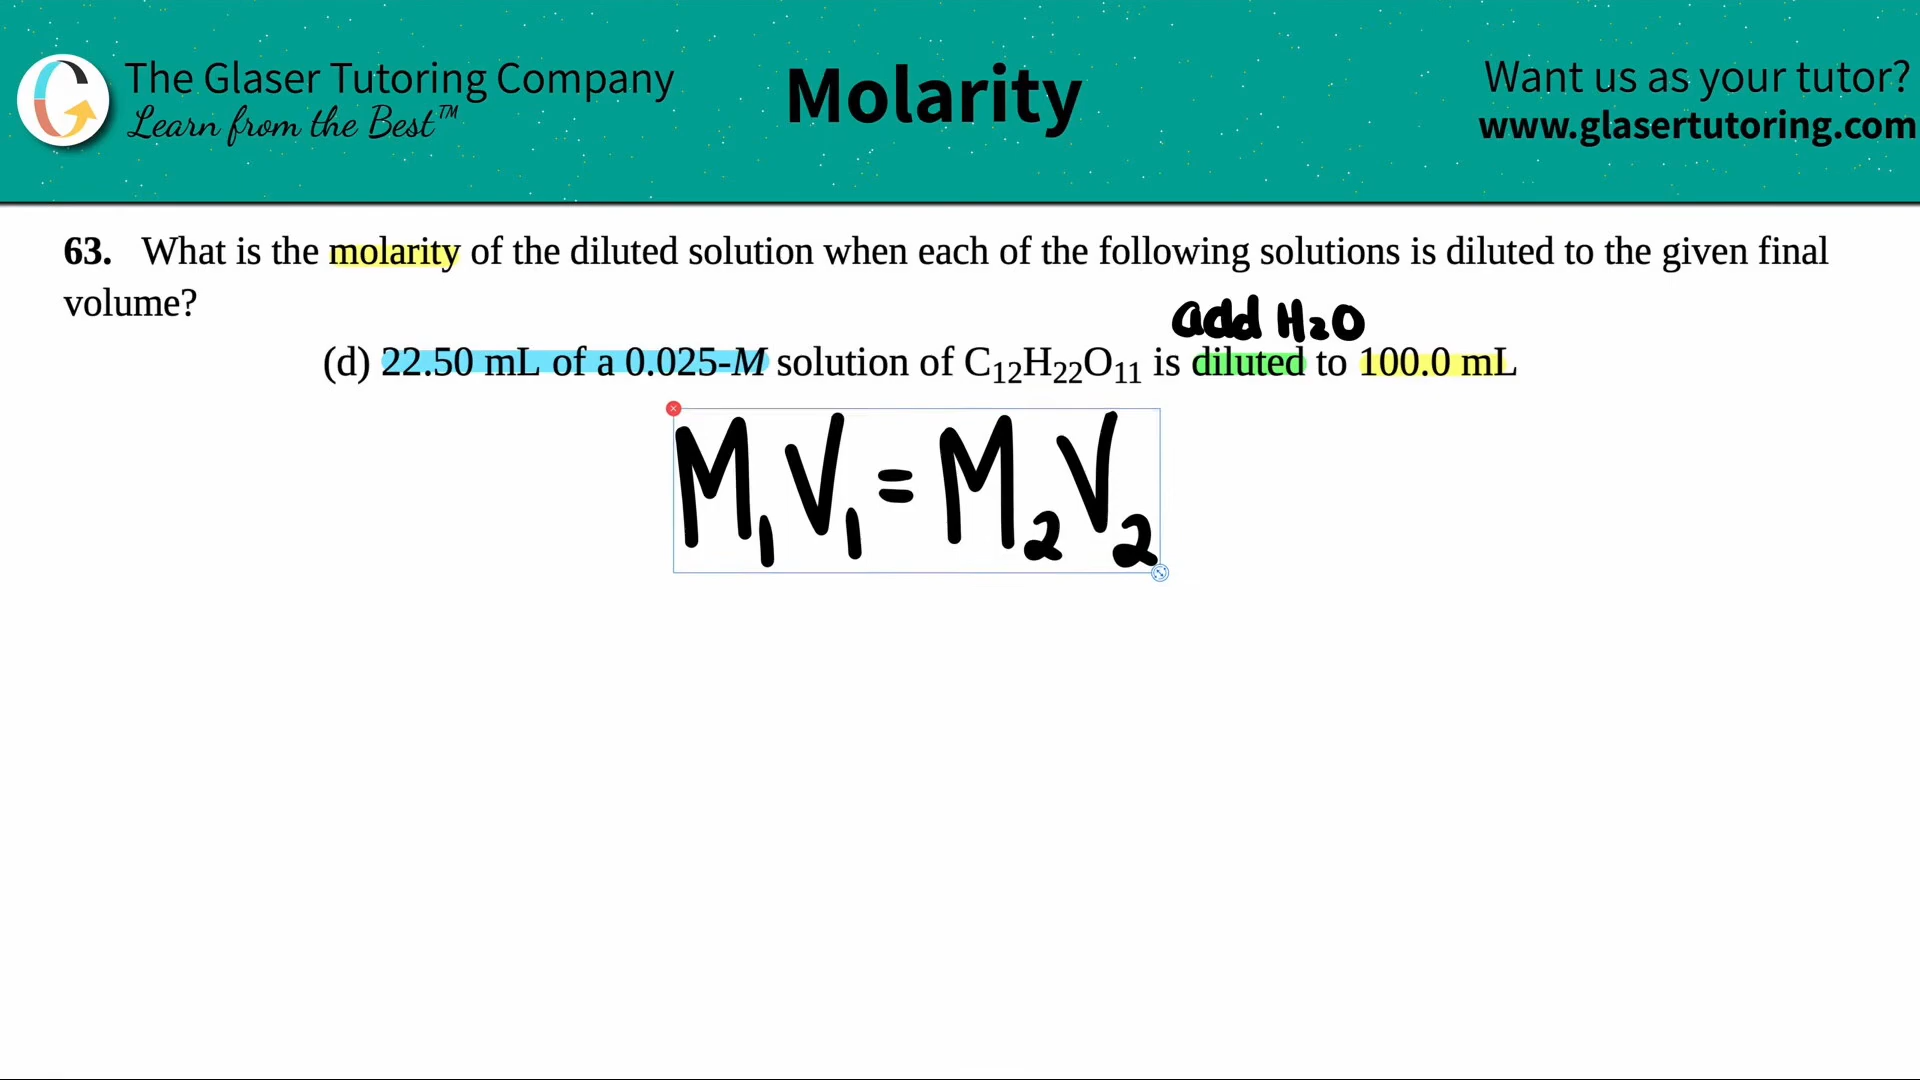 The Glaser Tutoring Company
Learn from the Best™
Molarity
Want us as your tutor?
www.glasertutoring.com
63. What is the molarity of the diluted solution when each of the following solutions is diluted to the given final
volume?
add H₂O
(d) 22.50 mL of a 0.025-M solution of C₁₂H₂₂O₁₁ is diluted to 100.0 mL
M₁V₁=M₂V₂